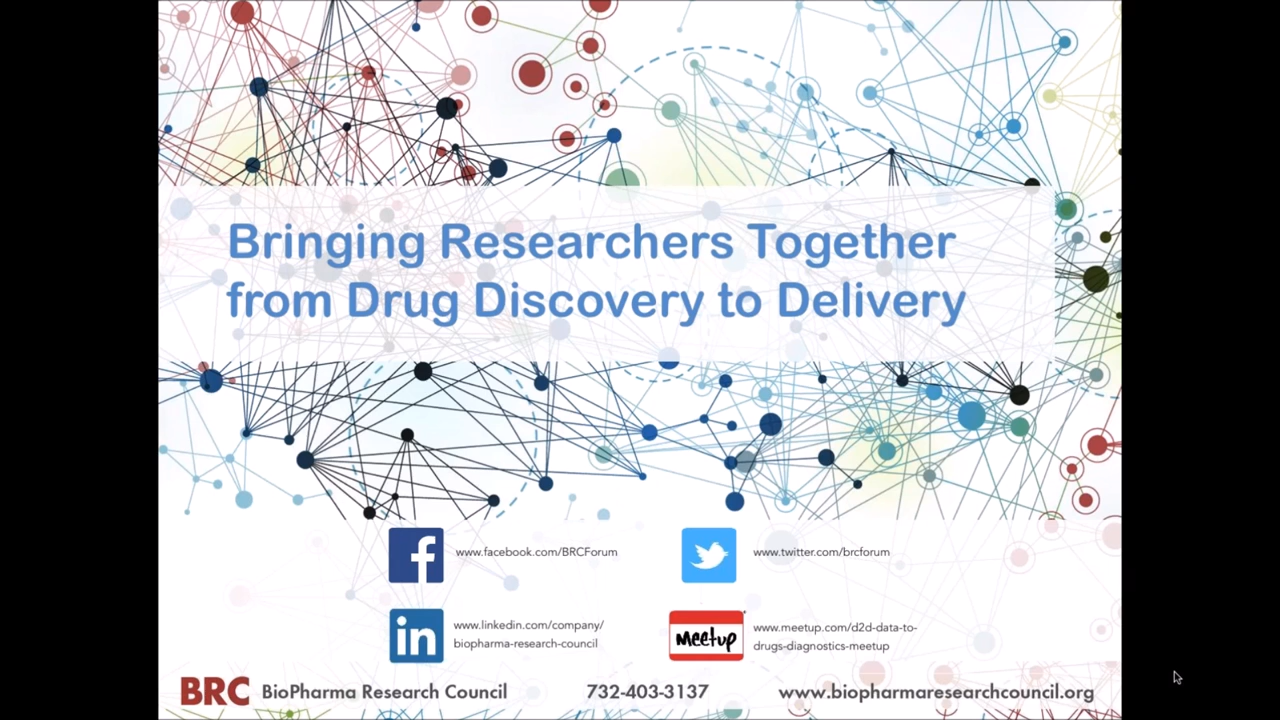 Bringing Researchers Together
from Drug Discovery to Delivery
f
www.facebook.com/BRCForum
www.twitter.com/brcforum
in
www.linkedin.com/company/
biopharma-research-council
Meetup
www.meetup.com/d2d-data-to-
drugs-diagnostics-meetup
BRC BioPharma Research Council 732-403-3137 www.biopharmaresearchcouncil.org